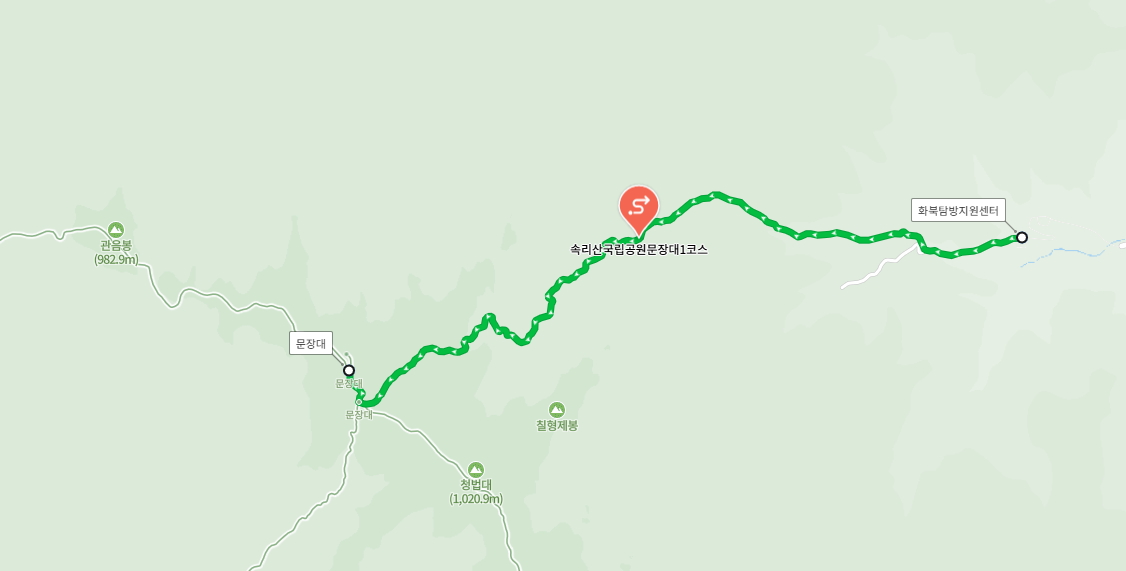 화북탐방지원센터
관음봉
(982.9m)
속리산국립공원문장대1코스
문장대
문장대
문장대
칠형제봉
청법대
(1,020.9m)